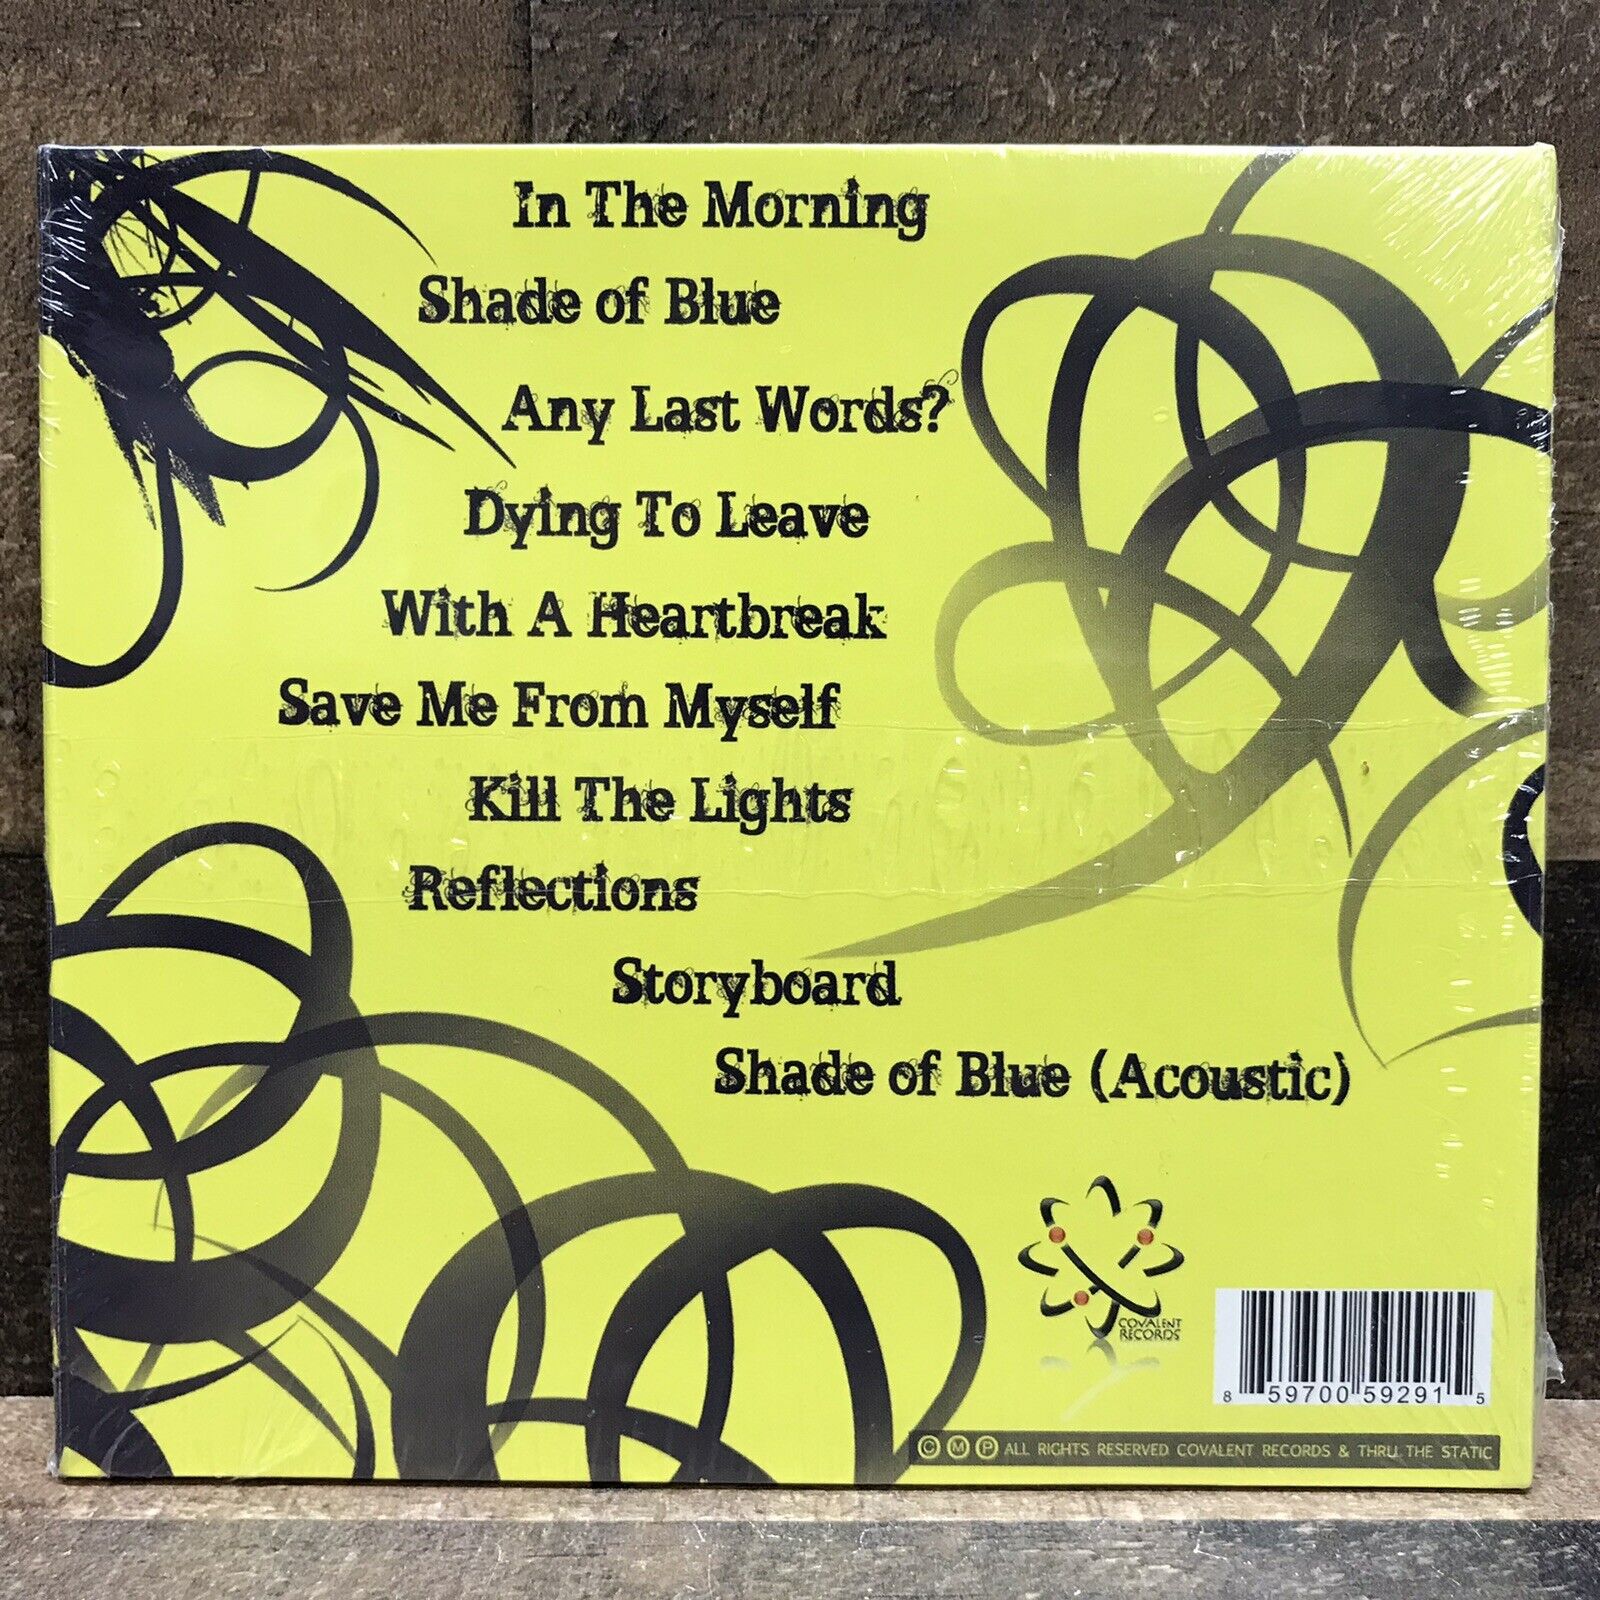 In The Morning
Shade of Blue
Any Last Words?
Dying To Leave
With A Heartbreak
Save Me From Myself
Kill The Lights
Reflections
Storyboard
Shade of Blue (Acoustic)
COVALENT
RECORDS
8 59700 59291 5
© Ⓜ Ⓟ ALL RIGHTS RESERVED COVALENT RECORDS & THRU THE STATIC